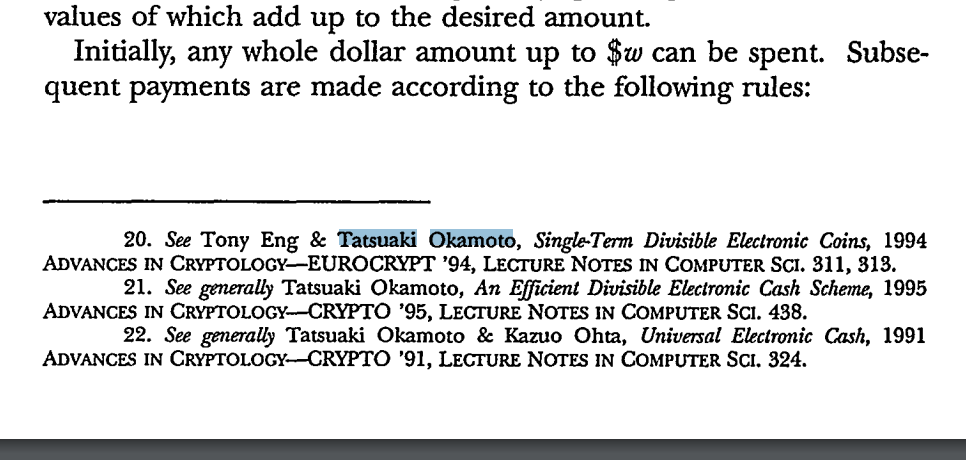 values of which add up to the desired amount.
Initially, any whole dollar amount up to $w can be spent. Subse-
quent payments are made according to the following rules:
20. See Tony Eng & Tatsuaki Okamoto, Single-Term Divisible Electronic Coins, 1994
ADVANCES IN CRYPTOLOGY—EUROCRYPT '94, LECTURE NOTES IN COMPUTER SCI. 311, 313.
21. See generally Tatsuaki Okamoto, An Efficient Divisible Electronic Cash Scheme, 1995
ADVANCES IN CRYPTOLOGY—CRYPTO '95, LECTURE NOTES IN COMPUTER SCI. 438.
22. See generally Tatsuaki Okamoto & Kazuo Ohta, Universal Electronic Cash, 1991
ADVANCES IN CRYPTOLOGY—CRYPTO '91, LECTURE NOTES IN COMPUTER SCI. 324.